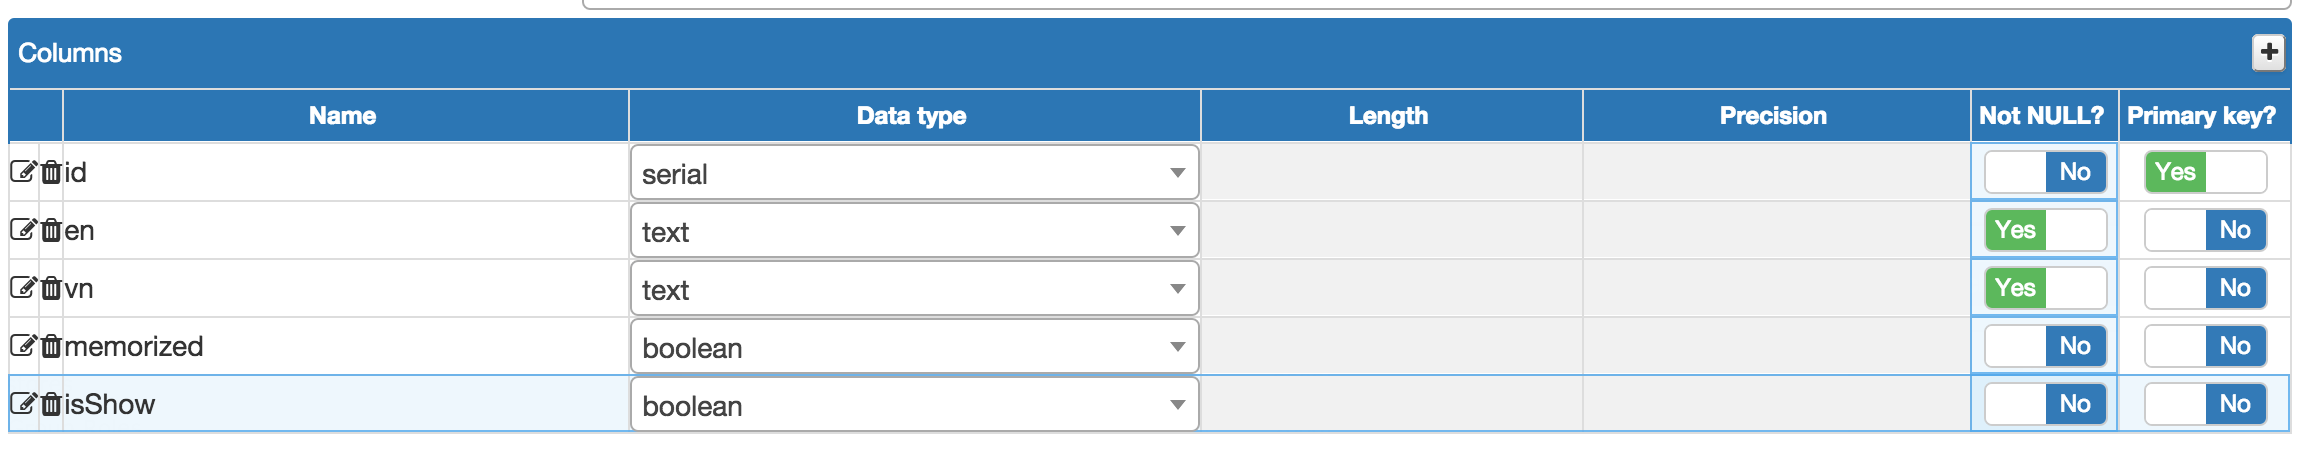 Columns
Name Data type Length Precision Not NULL? Primary key?
id serial No Yes
en text Yes No
vn text Yes No
memorized boolean No No
isShow boolean No No